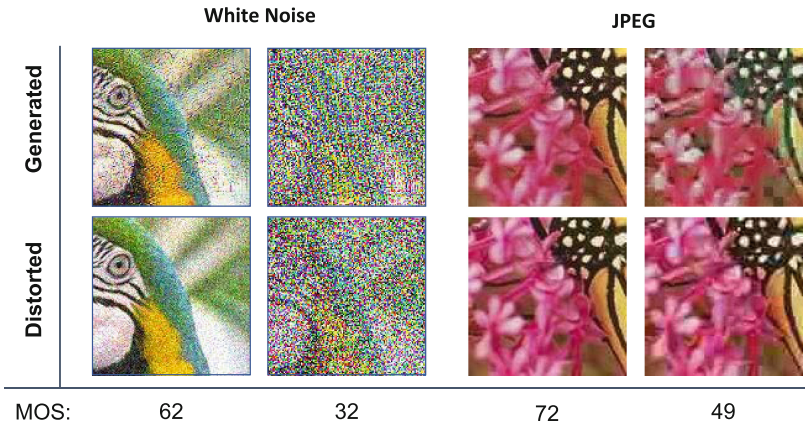 White Noise
JPEG
Generated
Distorted
MOS: 62 32 72 49